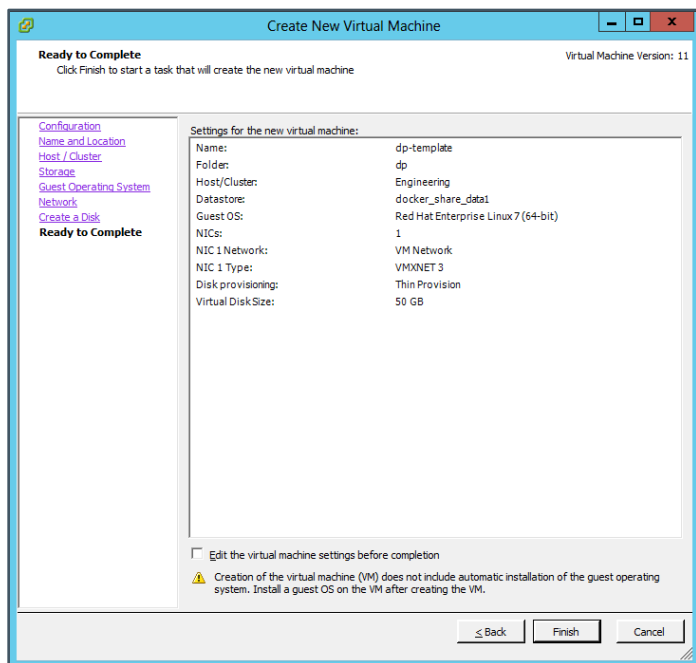 Create New Virtual Machine
Ready to Complete
Click Finish to start a task that will create the new virtual machine
Virtual Machine Version: 11
Configuration
Name and Location
Host / Cluster
Storage
Guest Operating System
Network
Create a Disk
Ready to Complete
Settings for the new virtual machine:
Name: dp-template
Folder: dp
Host/Cluster: Engineering
Datastore: docker_share_data1
Guest OS: Red Hat Enterprise Linux 7 (64-bit)
NICs: 1
NIC 1 Network: VM Network
NIC 1 Type: VMXNET 3
Disk provisioning: Thin Provision
Virtual Disk Size: 50 GB
Edit the virtual machine settings before completion
Creation of the virtual machine (VM) does not include automatic installation of the guest operating
system. Install a guest OS on the VM after creating the VM.
< Back
Finish
Cancel